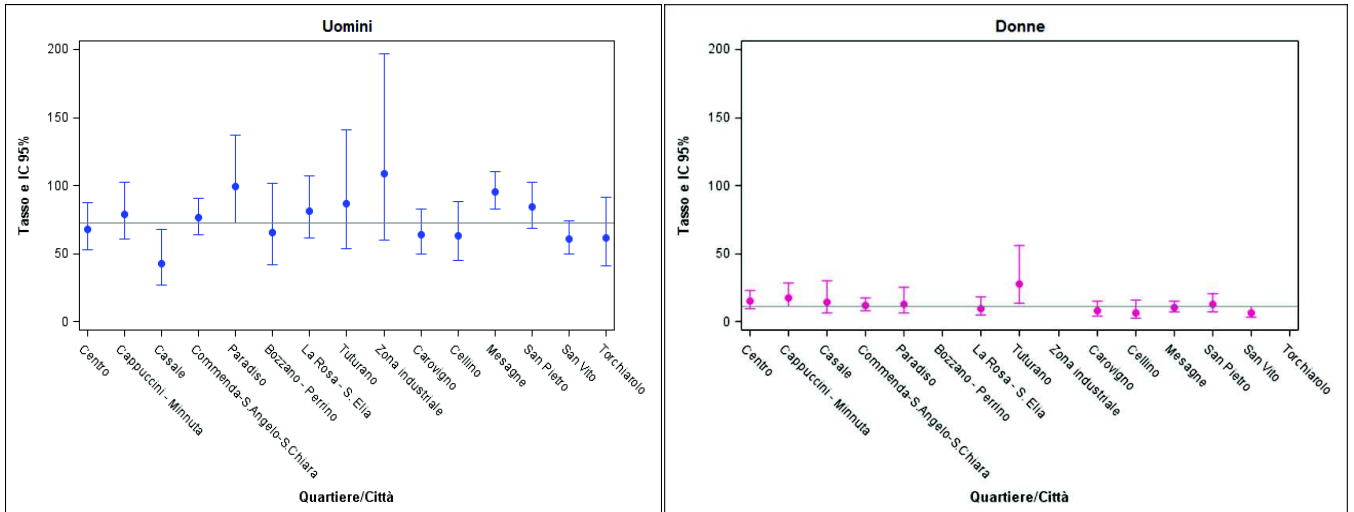 Uomini
200
150
100
50
0
Tasso e IC 95%
Centro
Cappuccini - Minnuta
Casale
Commenda-S.Angelo-S.Chiara
Paradiso
Bozzano - Perrino
La Rosa - S. Elia
Tuturano
Zona industriale
Carovigno
Cellino
Mesagne
San Pietro
San Vito
Torchiarolo
Quartiere/Città
Donne
200
150
100
50
0
Tasso e IC 95%
Centro
Cappuccini - Minnuta
Casale
Commenda-S.Angelo-S.Chiara
Paradiso
Bozzano - Perrino
La Rosa - S. Elia
Tuturano
Zona industriale
Carovigno
Cellino
Mesagne
San Pietro
San Vito
Torchiarolo
Quartiere/Città